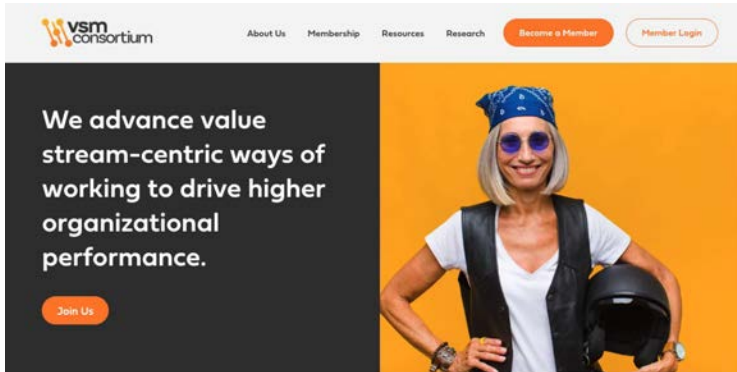 vsm
consortium
About Us
Membership
Resources
Research
Become a Member
Member Login
We advance value
stream-centric ways of
working to drive higher
organizational
performance.
Join Us